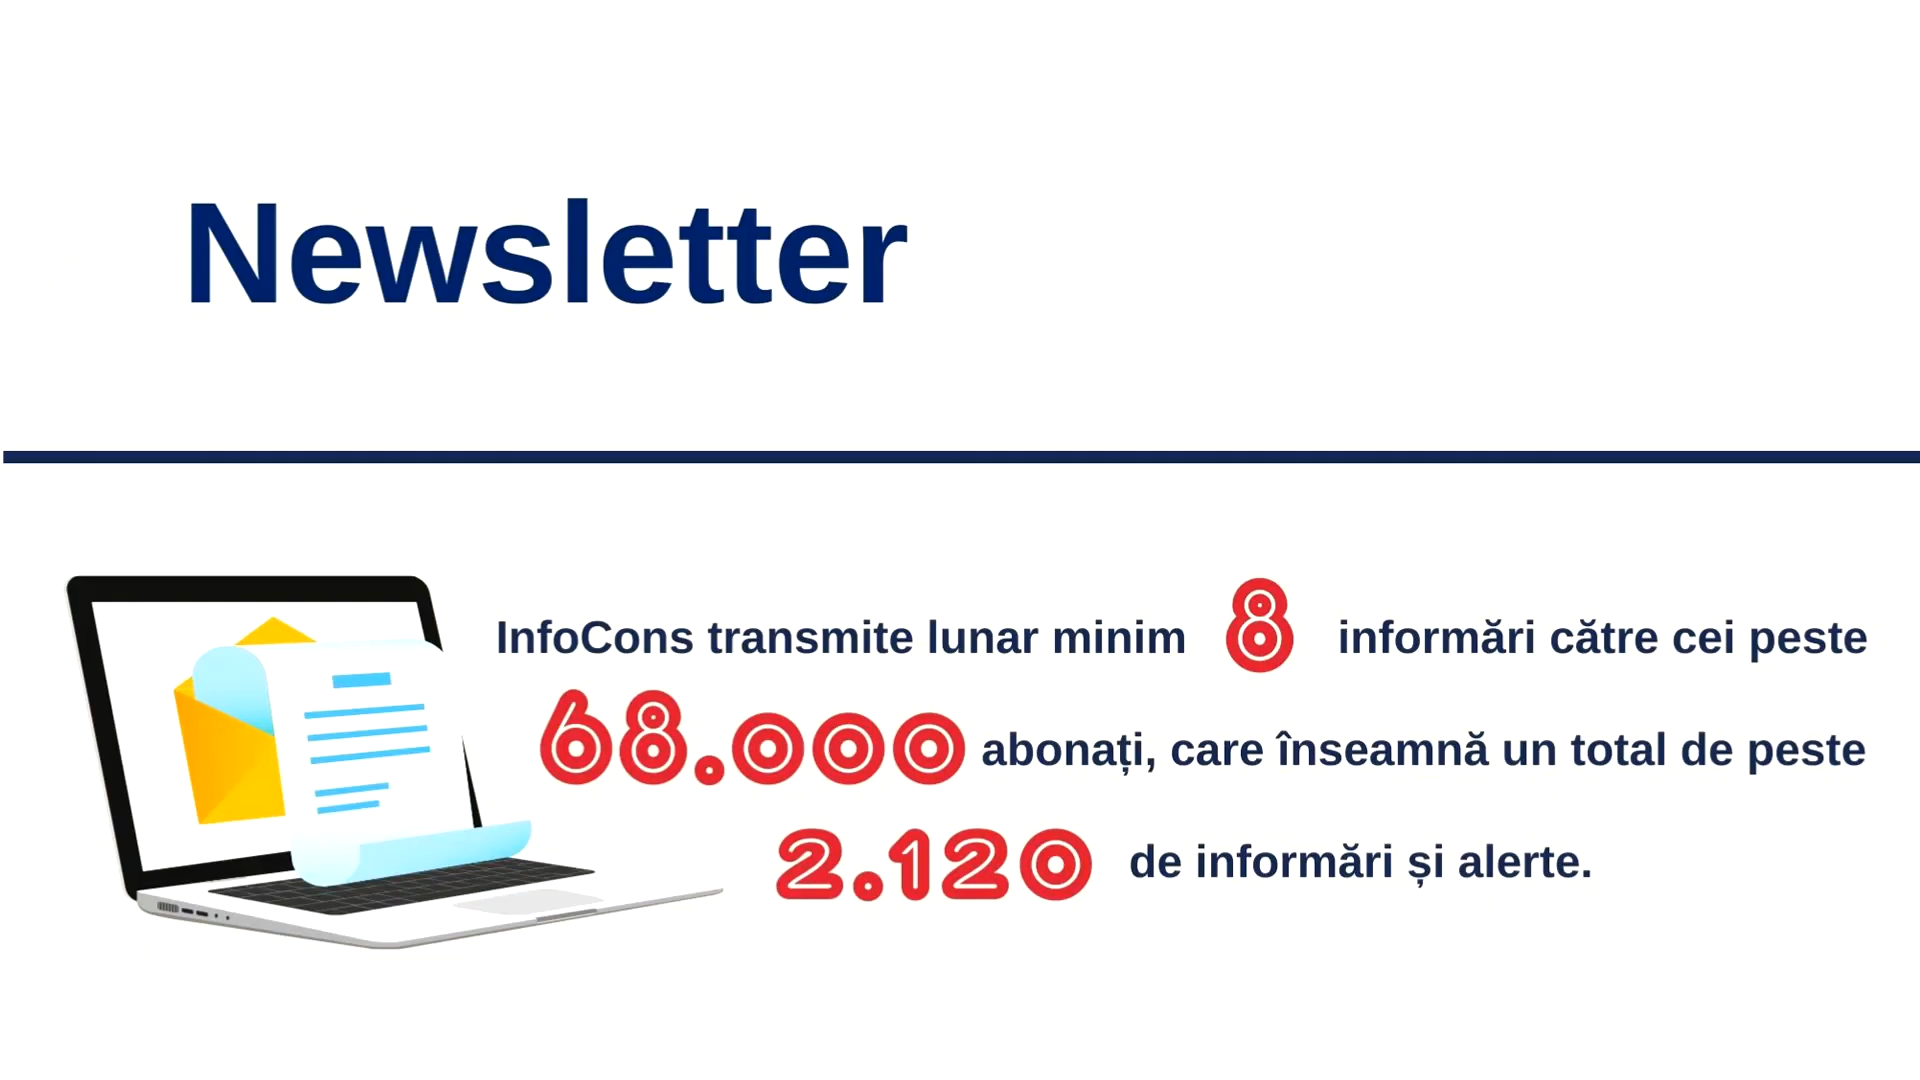 Newsletter
InfoCons transmite lunar minim 8 informări către cei peste
68.000 abonați, care înseamnă un total de peste
2.120 de informări și alerte.